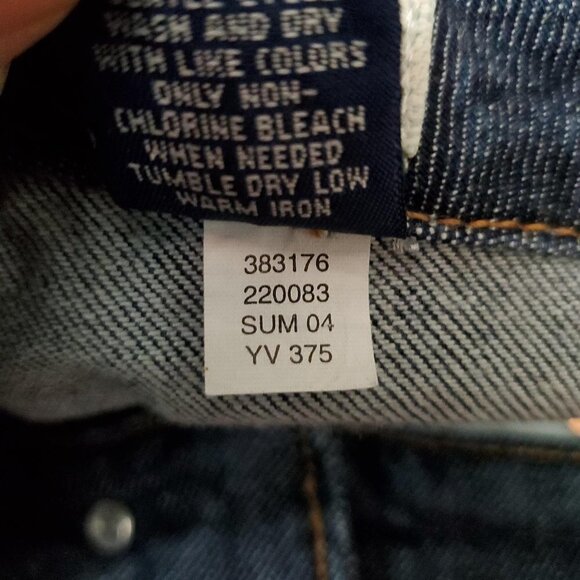 WASH AND DRY
WITH LIKE COLORS
ONLY NON-
CHLORINE BLEACH
WHEN NEEDED
TUMBLE DRY LOW
WARM IRON
383176
220083
SUM 04
YV 375